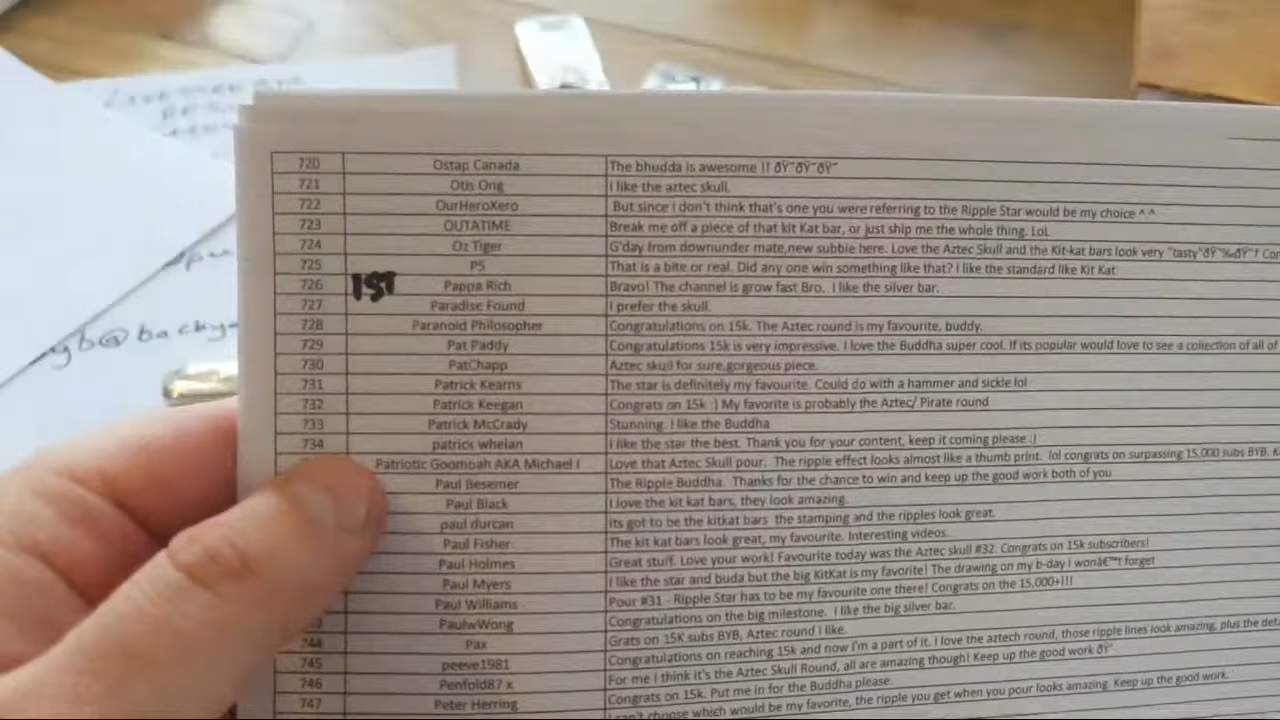 720 Ostap Canada The bhudda is awesome !! ðŸ˜ðŸ˜ðŸ˜
721 Otis Ong I like the aztec skull.
722 OurHeroXero But since i don't think that's one you were referring to the Ripple Star would be my choice ^ ^
723 OUTATIME Break me off a piece of that kit Kat bar, or just ship me the whole thing. LoL
724 Oz Tiger G'day from downunder mate,new subbie here. Love the Aztec Skull and the Kit-kat bars look very "tasty"
725 P5 That is a bite or real. Did any one win something like that? I like the standard like Kit Kat
726 1ST Pappa Rich Bravo! The channel is grow fast Bro. I like the silver bar.
727 Paradise Found I prefer the skull.
728 Paranoid Philosopher Congratulations on 15k. The Aztec round is my favourite, buddy.
729 Pat Paddy Congratulations 15k is very impressive. I love the Buddha super cool. If its popular would love to see a collection of all of
730 PatChapp Aztec skull for sure,gorgeous piece.
731 Patrick Kearns The star is definitely my favourite. Could do with a hammer and sickle lol
732 Patrick Keegan Congrats on 15k :) My favorite is probably the Aztec/ Pirate round
733 Patrick McCrady Stunning. I like the Buddha
734 patrick whelan I like the star the best. Thank you for your content, keep it coming please :)
Patriotic Goombah AKA Michael I Love that Aztec Skull pour. The ripple effect looks almost like a thumb print. lol congrats on surpassing 15,000 subs BYB.
Paul Besemer The Ripple Buddha. Thanks for the chance to win and keep up the good work both of you
Paul Black I love the kit kat bars, they look amazing.
paul durcan its got to be the kitkat bars the stamping and the ripples look great.
Paul Fisher The kit kat bars look great, my favourite. Interesting videos.
Paul Holmes Great stuff. Love your work! Favourite today was the Aztec skull #32. Congrats on 15k subscribers!
Paul Myers I like the star and buda but the big KitKat is my favorite! The drawing on my b-day I wonâ€™t forget
Paul Williams Pour #31 - Ripple Star has to be my favourite one there! Congrats on the 15,000+!!!
PaulwWong Congratulations on the big milestone. I like the big silver bar.
744 Pax Grats on 15K subs BYB, Aztec round I like.
745 peeve1981 Congratulations on reaching 15k and now I'm a part of it. I love the aztech round, those ripple lines look amazing, plus the
746 Penfold87 x For me I think it's the Aztec Skull Round, all are amazing though! Keep up the good work ðŸ‘
747 Peter Herring Congrats on 15k. Put me in for the Buddha please.
I can't choose which would be my favorite, the ripple you get when you pour looks amazing. Keep up the good work.
yb@backya